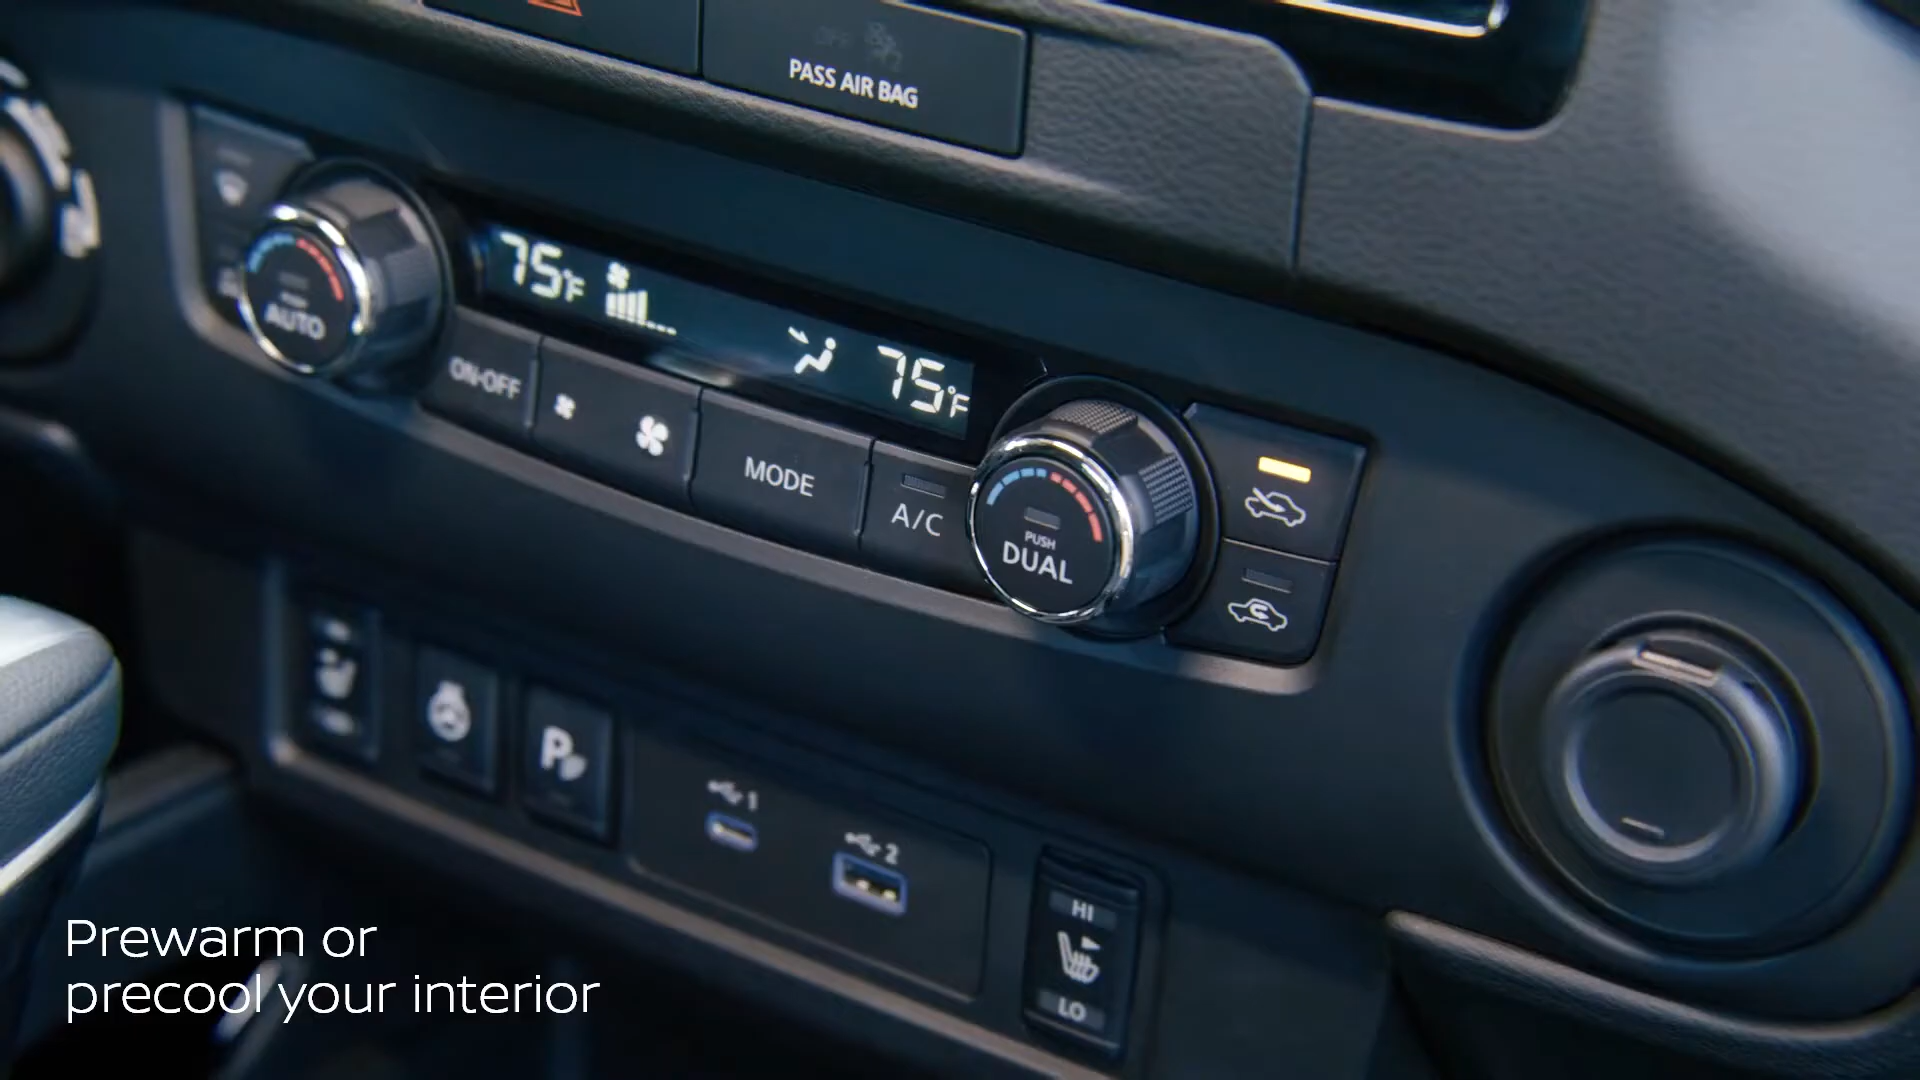 PASS AIR BAG
75°F
75°F
AUTO
ON·OFF
MODE
A/C
PUSH
DUAL
P
1
2
HI
LO
Prewarm or
precool your interior